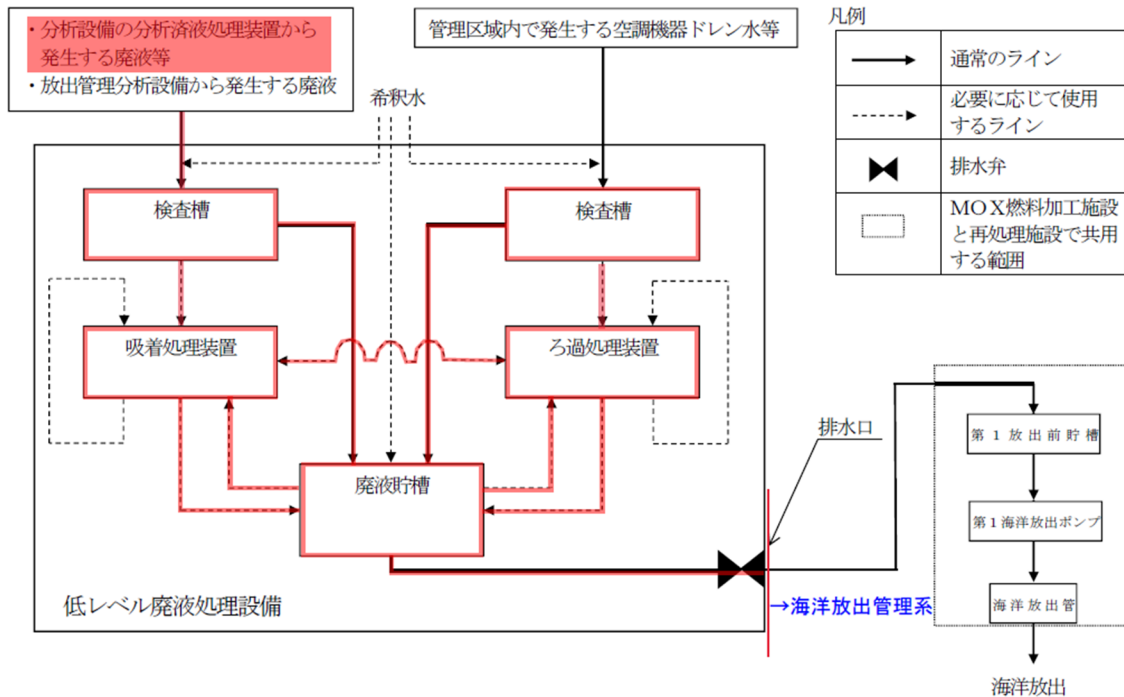 ・分析設備の分析済液処理装置から
発生する廃液等
・放出管理分析設備から発生する廃液
管理区域内で発生する空調機器ドレン水等
希釈水
凡例
通常のライン
必要に応じて使用
するライン
排水弁
ＭＯＸ燃料加工施設
と再処理施設で共用
する範囲
検査槽
検査槽
吸着処理装置
ろ過処理装置
廃液貯槽
排水口
第１放出前貯槽
第１海洋放出ポンプ
海洋放出管
低レベル廃液処理設備
→海洋放出管理系
海洋放出